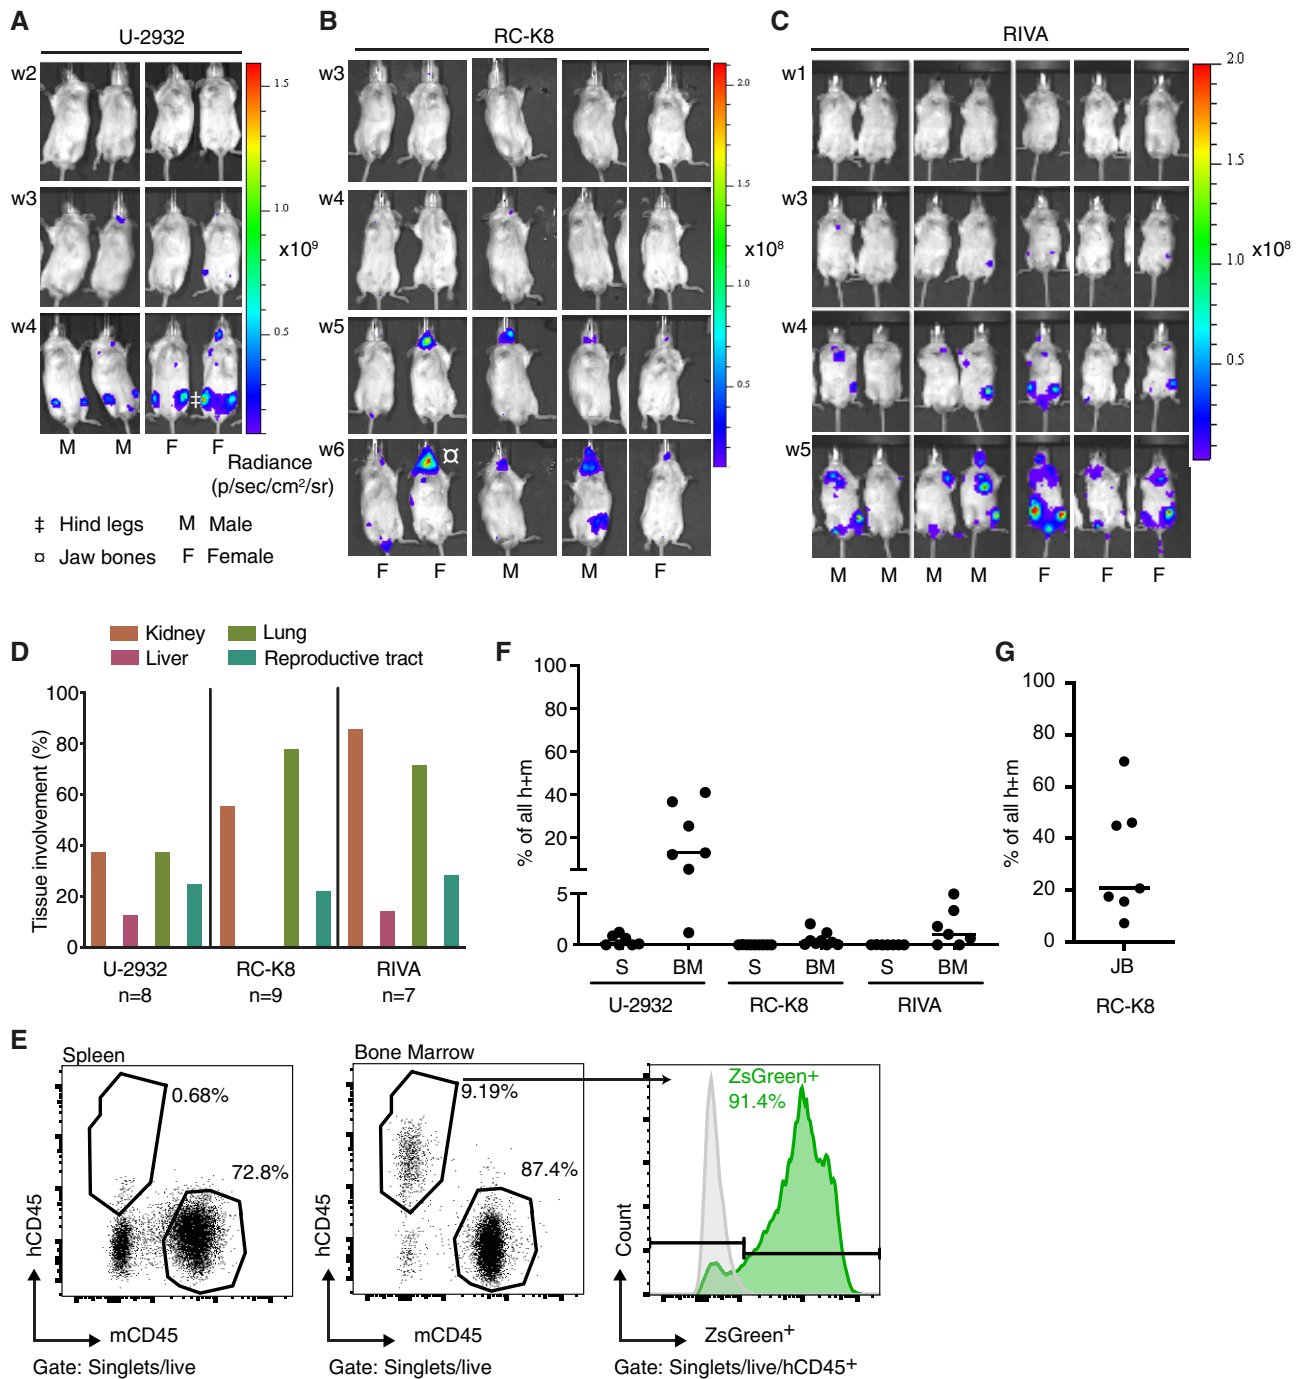 A
U-2932
w2
w3
w4
1.5
1.0
0.5
x10⁹
‡
M M F F
Radiance
(p/sec/cm²/sr)
‡ Hind legs M Male
¤ Jaw bones F Female
B
RC-K8
w3
w4
w5
w6
2.0
1.5
1.0
0.5
x10⁸
¤
F F M M F
C
RIVA
w1
w3
w4
w5
2.0
1.5
1.0
0.5
x10⁸
M M M M F F F
D
Kidney Lung
Liver Reproductive tract
Tissue involvement (%)
100
80
60
40
20
0
U-2932 RC-K8 RIVA
n=8 n=9 n=7
F
% of all h+m
100
80
60
40
20
5
0
S BM S BM S BM
U-2932 RC-K8 RIVA
G
% of all h+m
100
80
60
40
20
0
JB
RC-K8
E
Spleen
0.68%
72.8%
hCD45
mCD45
Gate: Singlets/live
Bone Marrow
9.19%
87.4%
hCD45
mCD45
Gate: Singlets/live
ZsGreen+
91.4%
Count
ZsGreen⁺
Gate: Singlets/live/hCD45⁺